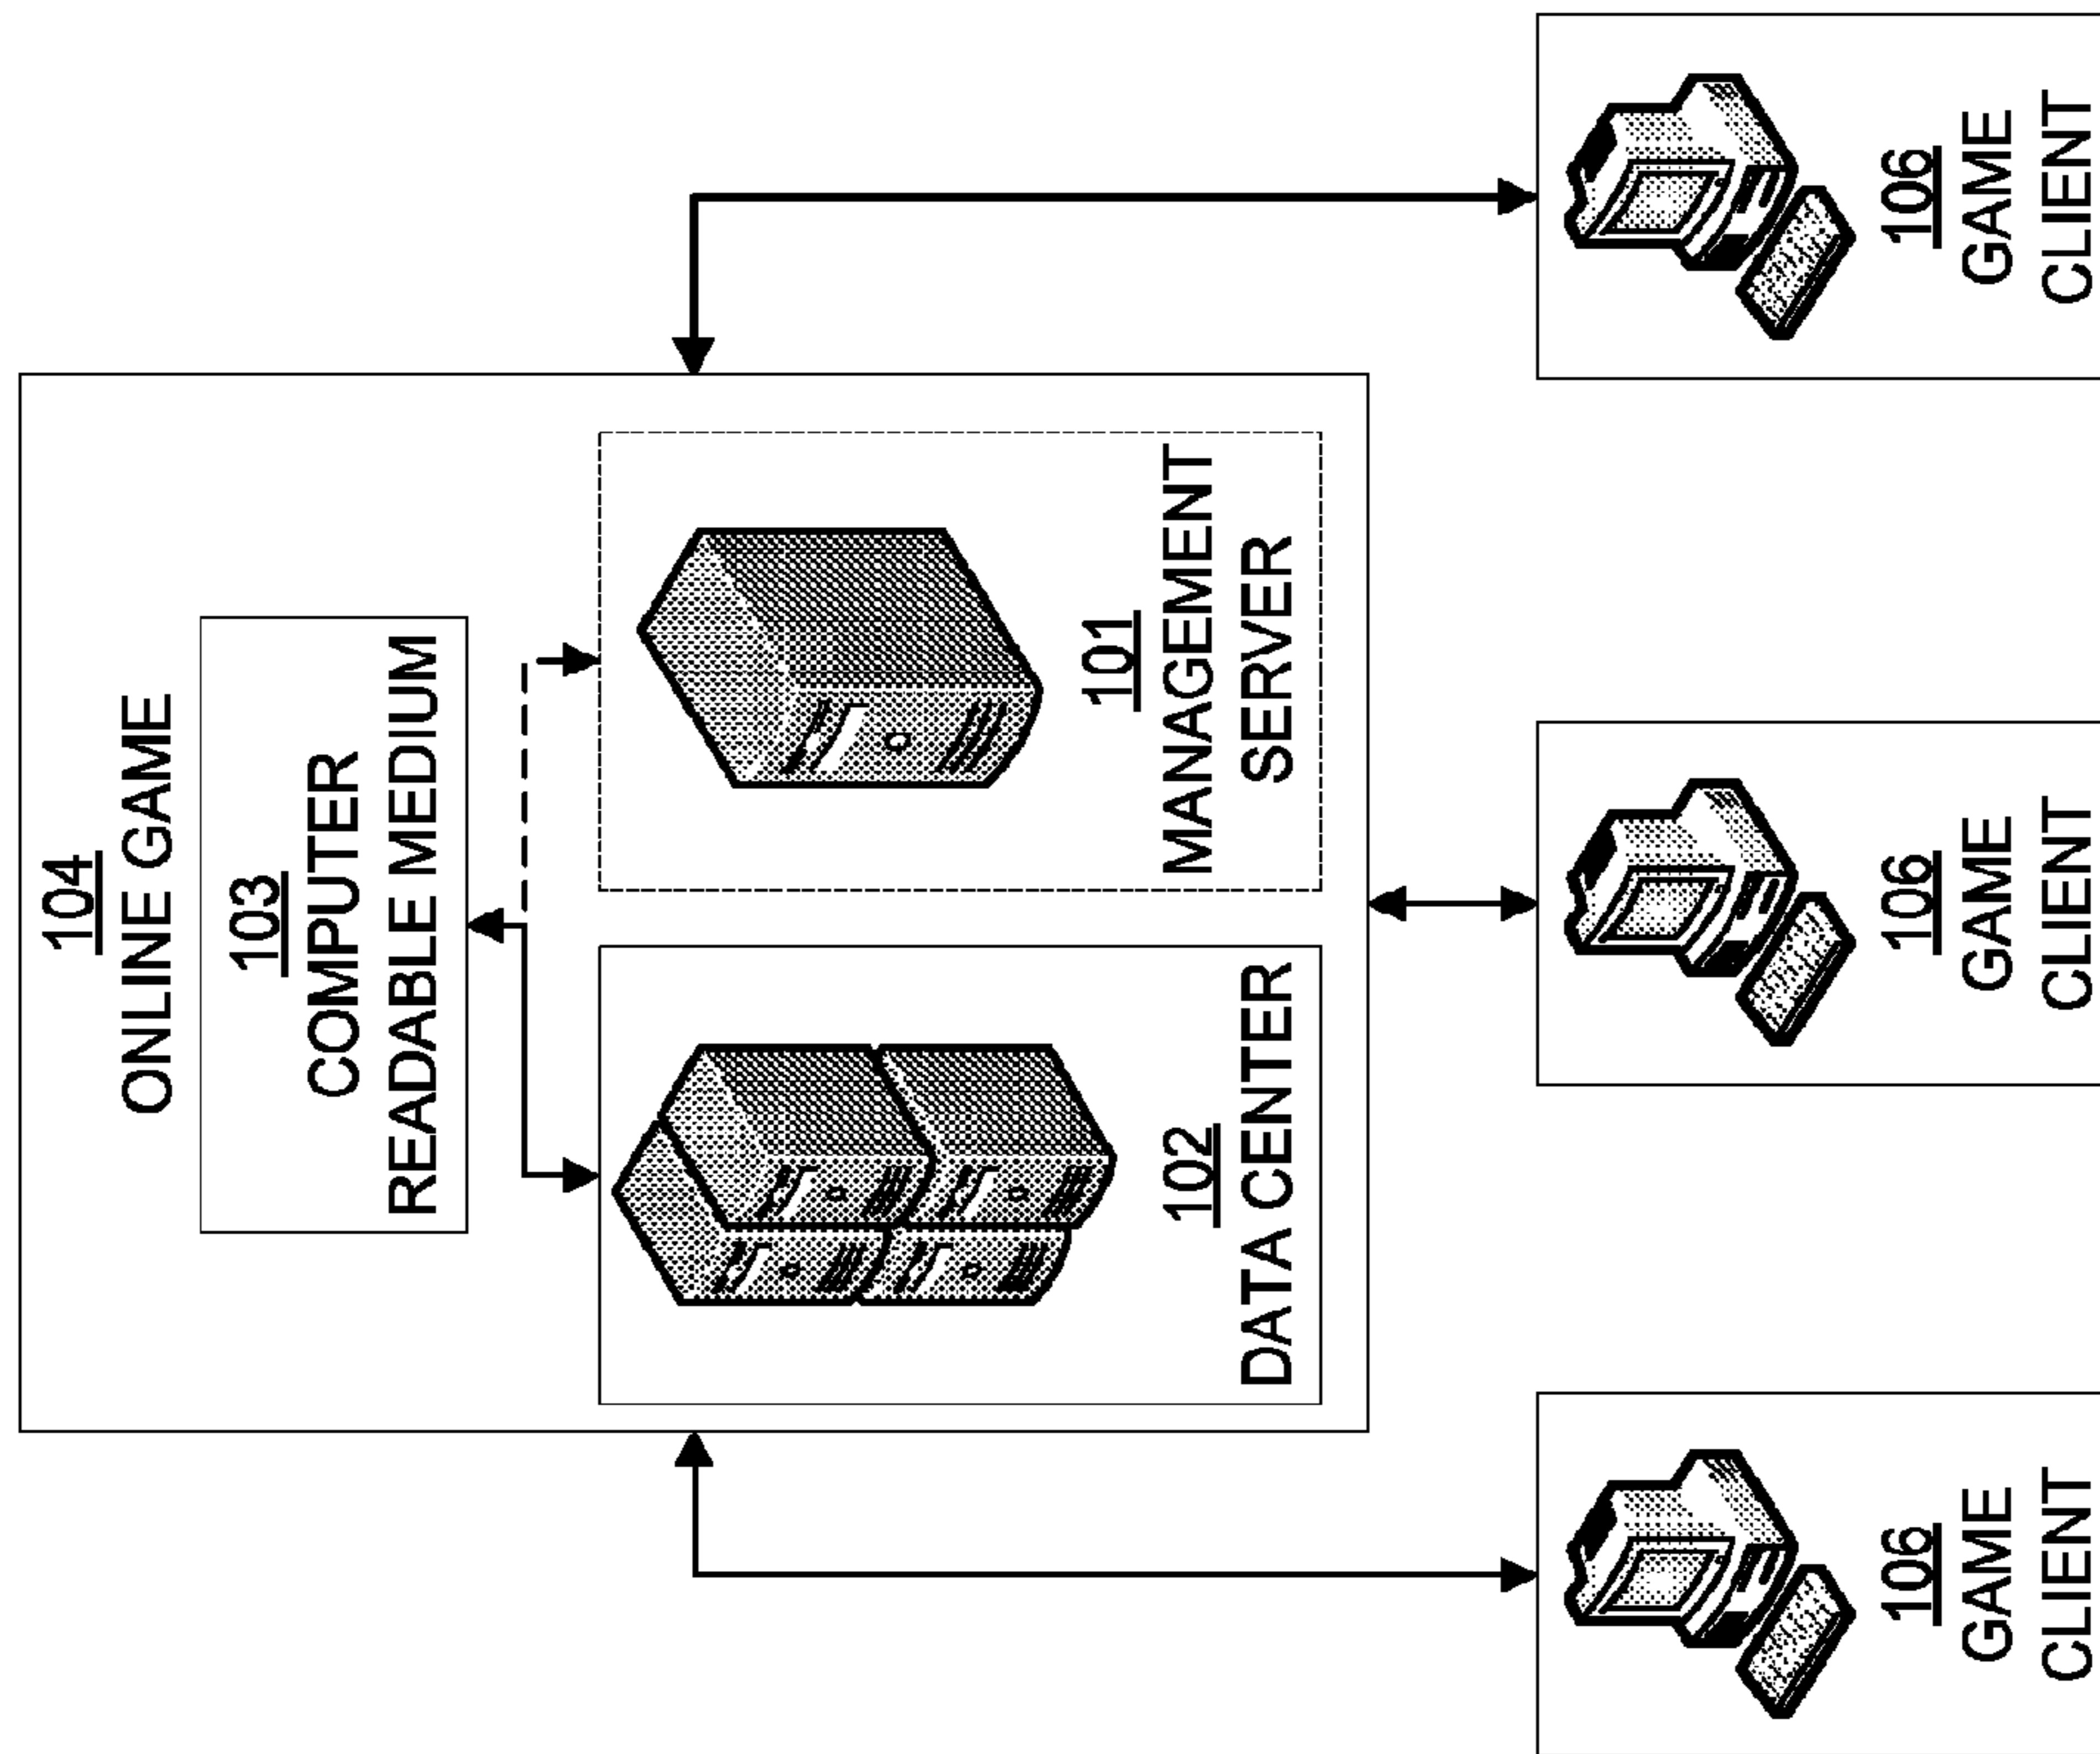 104
ONLINE GAME
103
COMPUTER
READABLE MEDIUM
102
DATA CENTER
101
MANAGEMENT
SERVER
106
GAME
CLIENT
106
GAME
CLIENT
106
GAME
CLIENT